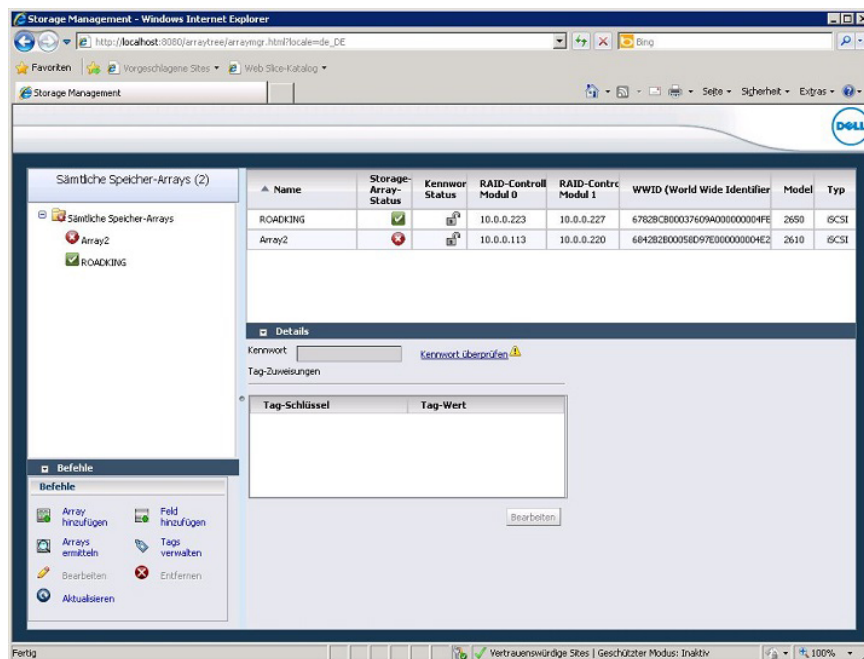 Storage Management - Windows Internet Explorer
http://localhost:8080/arraytree/arraymgr.html?locale=de_DE
Bing
Favoriten
Vorgeschlagene Sites
Web Slice-Katalog
Storage Management
Seite
Sicherheit
Extras
DELL
Sämtliche Speicher-Arrays (2)
Sämtliche Speicher-Arrays
Array2
ROADKING
Name
Storage-Array-Status
Kennwor Status
RAID-Controll Modul 0
RAID-Contro Modul 1
WWID (World Wide Identifier
Model
Typ
ROADKING 10.0.0.223 10.0.0.227 6782BCB00037609A000000004FE 2650 iSCSI
Array2 10.0.0.113 10.0.0.220 6842B2B00058D97E000000004E2 2610 iSCSI
Details
Kennwort
Kennwort überprüfen
Tag-Zuweisungen
Tag-Schlüssel
Tag-Wert
Bearbeiten
Befehle
Befehle
Array hinzufügen
Feld hinzufügen
Arrays ermitteln
Tags verwalten
Bearbeiten
Entfernen
Aktualisieren
Fertig
Vertrauenswürdige Sites | Geschützter Modus: Inaktiv
100%